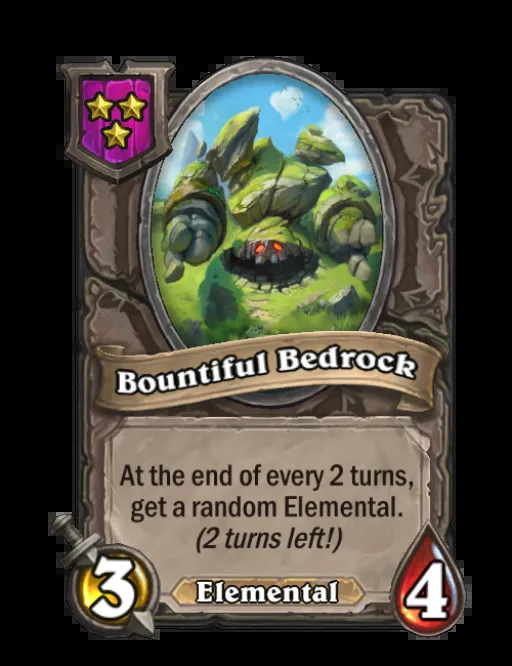 Bountiful Bedrock
At the end of every 2 turns,
get a random Elemental.
(2 turns left!)
3
Elemental
4